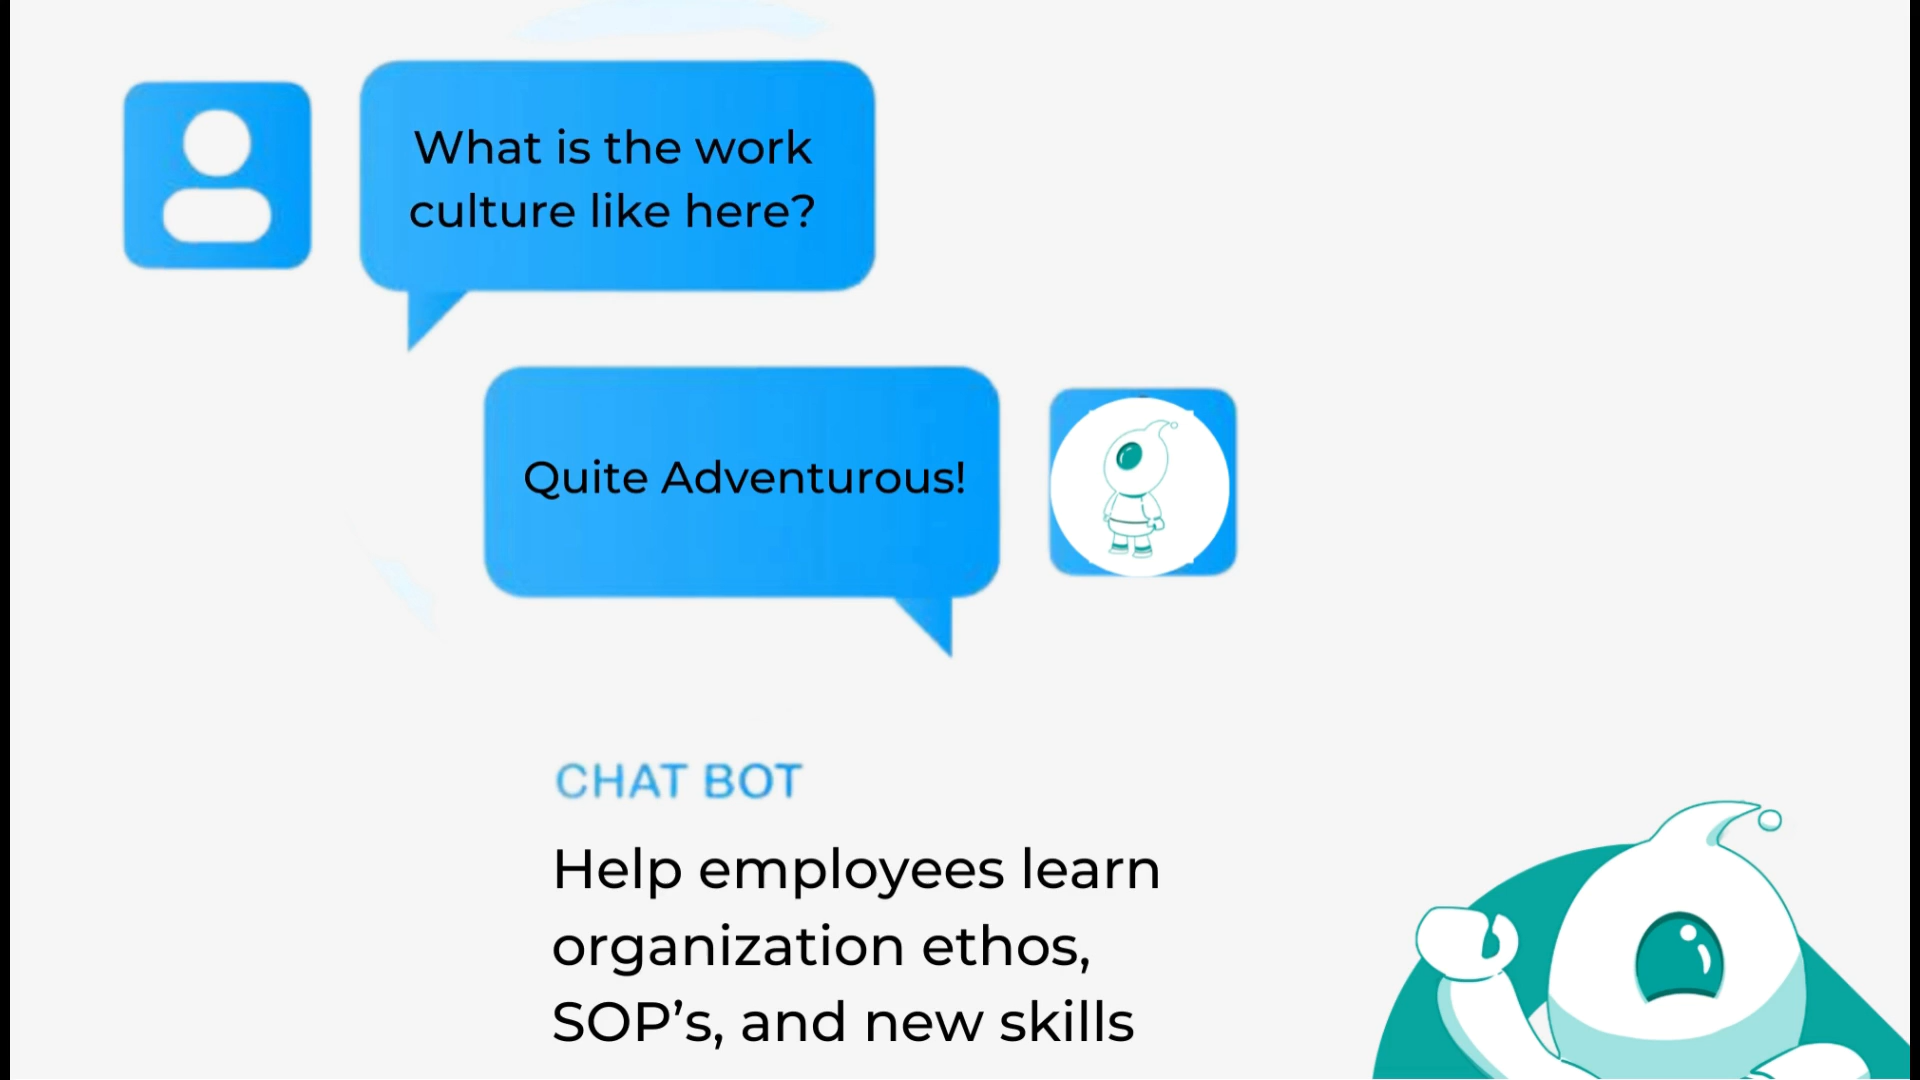 What is the work
culture like here?
Quite Adventurous!
CHAT BOT
Help employees learn
organization ethos,
SOP’s, and new skills